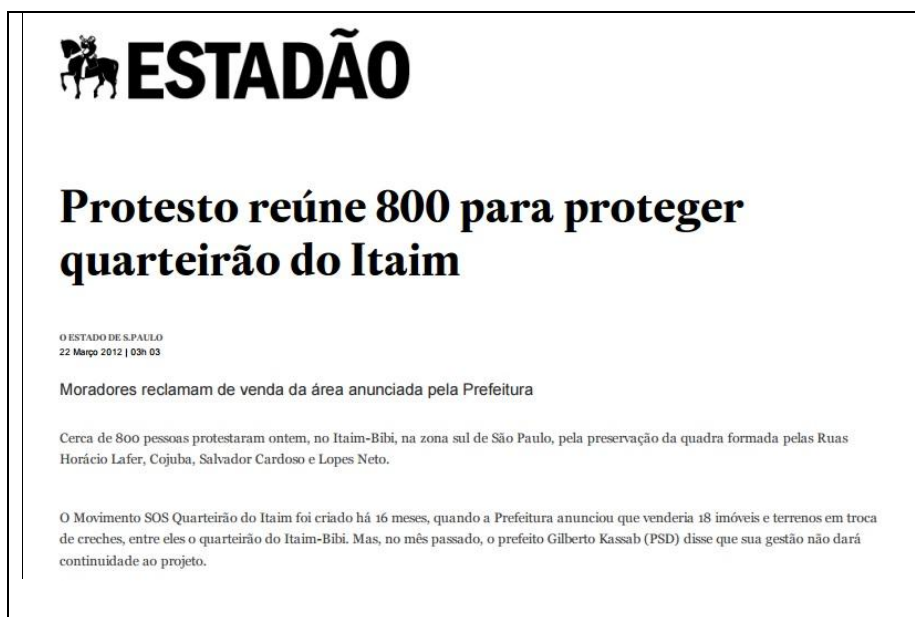 ESTADÃO
Protesto reúne 800 para proteger
quarteirão do Itaim
O ESTADO DE S.PAULO
22 Março 2012 | 03h 03
Moradores reclamam de venda da área anunciada pela Prefeitura
Cerca de 800 pessoas protestaram ontem, no Itaim-Bibi, na zona sul de São Paulo, pela preservação da quadra formada pelas Ruas
Horácio Lafer, Cojuba, Salvador Cardoso e Lopes Neto.
O Movimento SOS Quarteirão do Itaim foi criado há 16 meses, quando a Prefeitura anunciou que venderia 18 imóveis e terrenos em troca
de creches, entre eles o quarteirão do Itaim-Bibi. Mas, no mês passado, o prefeito Gilberto Kassab (PSD) disse que sua gestão não dará
continuidade ao projeto.